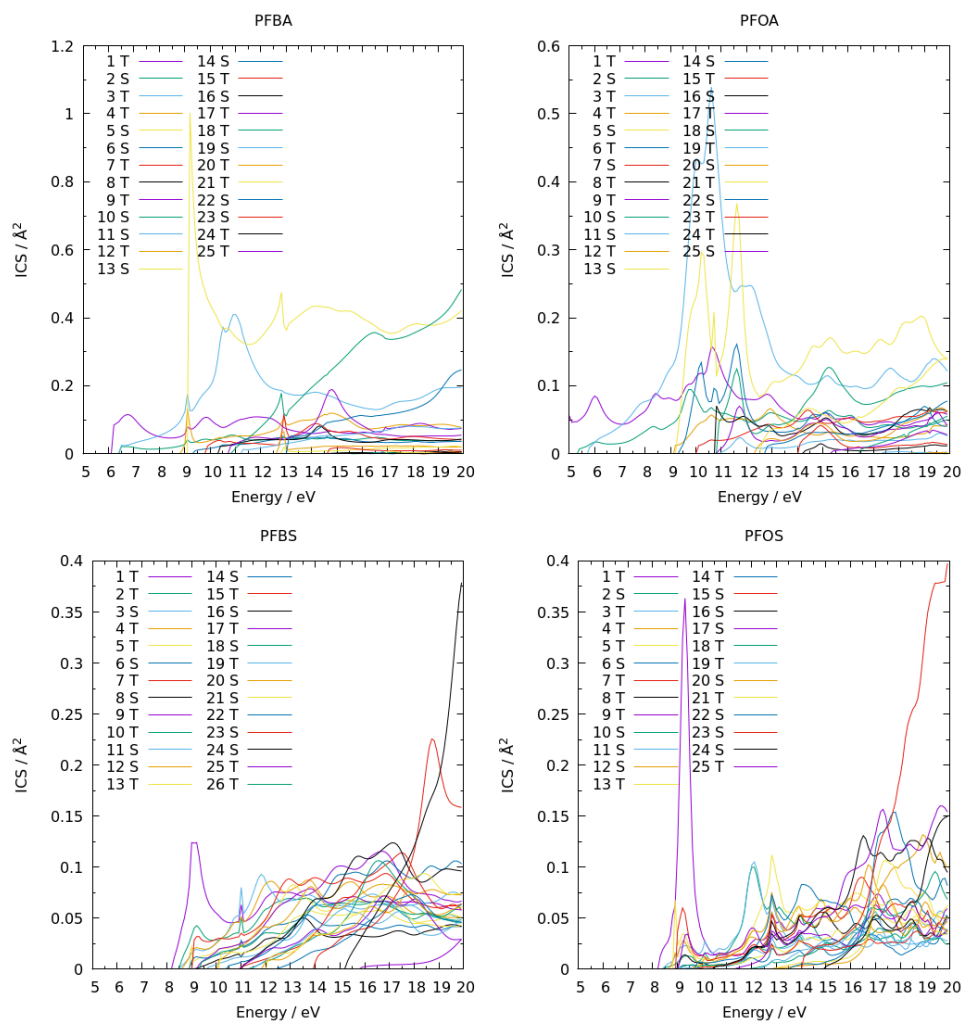 PFBA
ICS / Å²
1.2
1
0.8
0.6
0.4
0.2
0
1 T
2 S
3 T
4 T
5 S
6 S
7 T
8 T
9 T
10 S
11 S
12 T
13 S
14 S
15 T
16 S
17 T
18 T
19 S
20 T
21 T
22 S
23 S
24 T
25 T
5 6 7 8 9 10 11 12 13 14 15 16 17 18 19 20
Energy / eV
PFOA
ICS / Å²
0.6
0.5
0.4
0.3
0.2
0.1
0
1 T
2 S
3 T
4 T
5 S
6 T
7 S
8 T
9 T
10 S
11 S
12 T
13 S
14 S
15 T
16 S
17 T
18 S
19 T
20 S
21 T
22 S
23 T
24 T
25 S
5 6 7 8 9 10 11 12 13 14 15 16 17 18 19 20
Energy / eV
PFBS
ICS / Å²
0.4
0.35
0.3
0.25
0.2
0.15
0.1
0.05
0
1 T
2 T
3 S
4 T
5 T
6 S
7 T
8 S
9 T
10 T
11 S
12 S
13 T
14 S
15 T
16 S
17 T
18 S
19 T
20 S
21 S
22 T
23 S
24 S
25 T
26 T
5 6 7 8 9 10 11 12 13 14 15 16 17 18 19 20
Energy / eV
PFOS
ICS / Å²
0.4
0.35
0.3
0.25
0.2
0.15
0.1
0.05
0
1 T
2 S
3 T
4 T
5 T
6 S
7 T
8 T
9 T
10 S
11 S
12 S
13 T
14 T
15 S
16 S
17 S
18 T
19 T
20 S
21 T
22 S
23 S
24 S
25 T
5 6 7 8 9 10 11 12 13 14 15 16 17 18 19 20
Energy / eV